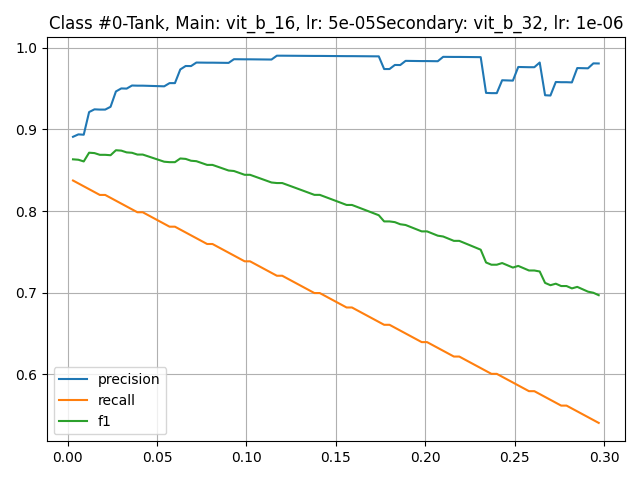 Class #0-Tank, Main: vit_b_16, lr: 5e-05Secondary: vit_b_32, lr: 1e-06
1.0
0.9
0.8
0.7
0.6
precision
recall
f1
0.00 0.05 0.10 0.15 0.20 0.25 0.30